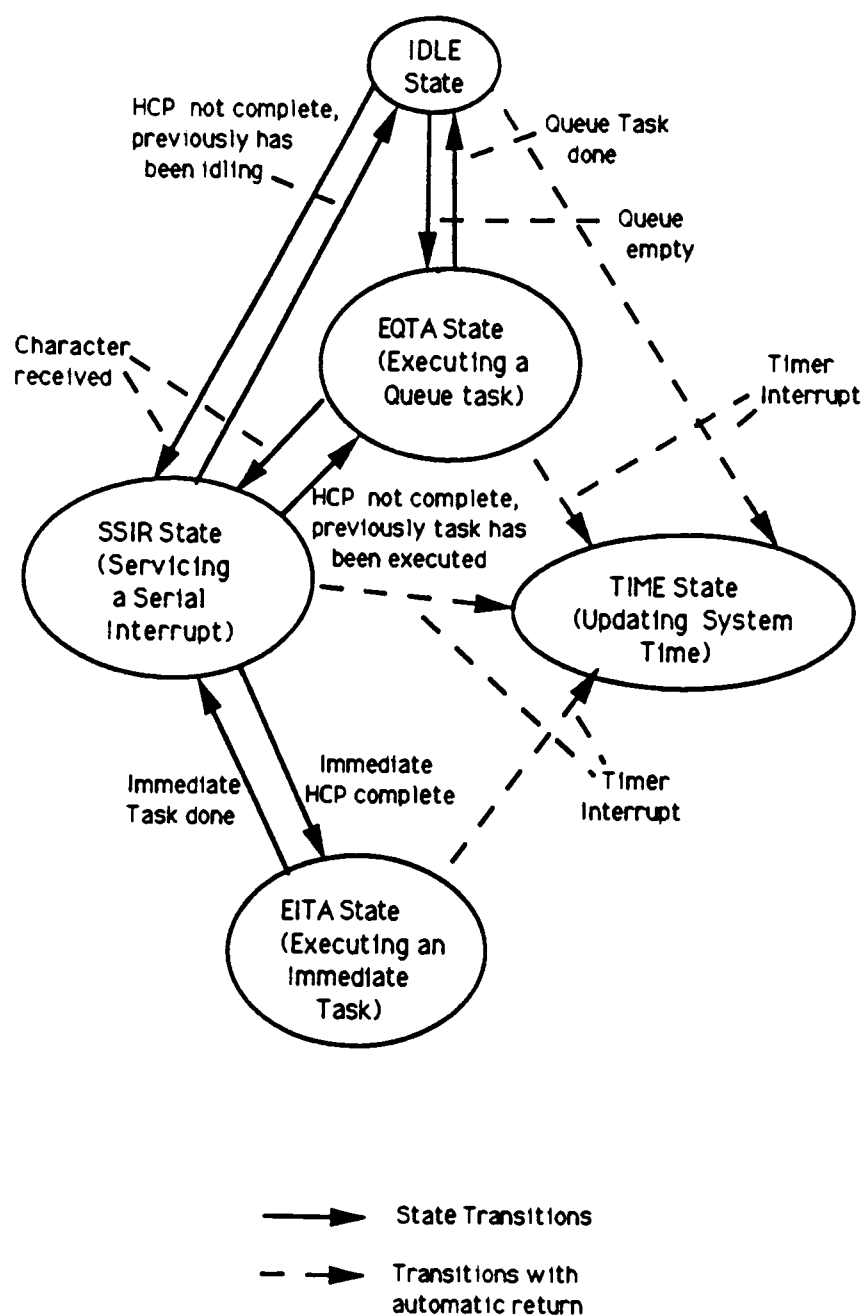 IDLE
State
HCP not complete,
previously has
been idling
Queue Task
done
Queue
empty
EQTA State
(Executing a
Queue task)
Character
received
Timer
Interrupt
SSIR State
(Servicing
a Serial
Interrupt)
HCP not complete,
previously task has
been executed
TIME State
(Updating System
Time)
Immediate
Task done
Immediate
HCP complete
Timer
Interrupt
EITA State
(Executing an
Immediate
Task)
State Transitions
Transitions with
automatic return